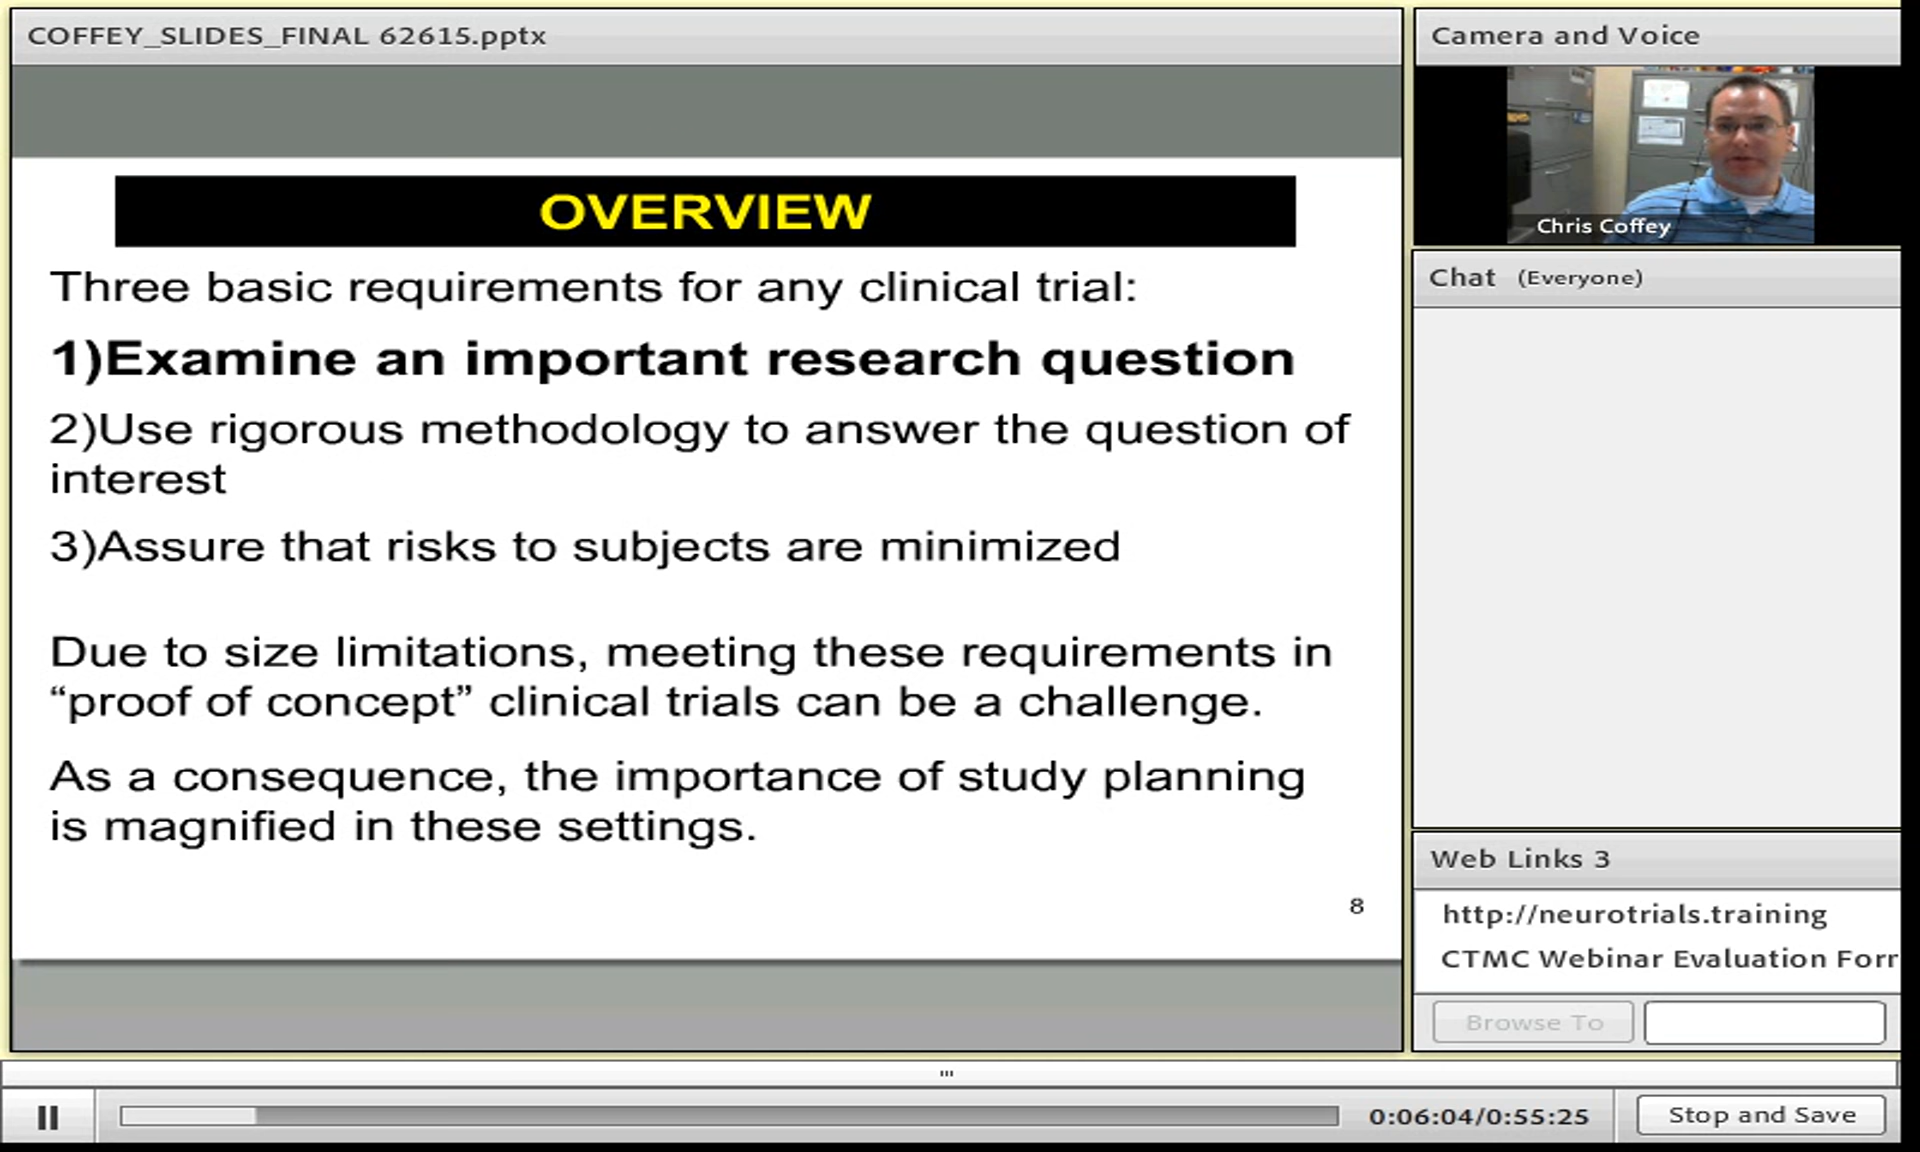 COFFEY_SLIDES_FINAL 62615.pptx
OVERVIEW
Three basic requirements for any clinical trial:
1)Examine an important research question
2)Use rigorous methodology to answer the question of
interest
3)Assure that risks to subjects are minimized
Due to size limitations, meeting these requirements in
“proof of concept” clinical trials can be a challenge.
As a consequence, the importance of study planning
is magnified in these settings.
8
Camera and Voice
Chris Coffey
Chat (Everyone)
Web Links 3
http://neurotrials.training
CTMC Webinar Evaluation Forr
Browse To
0:06:04/0:55:25
Stop and Save